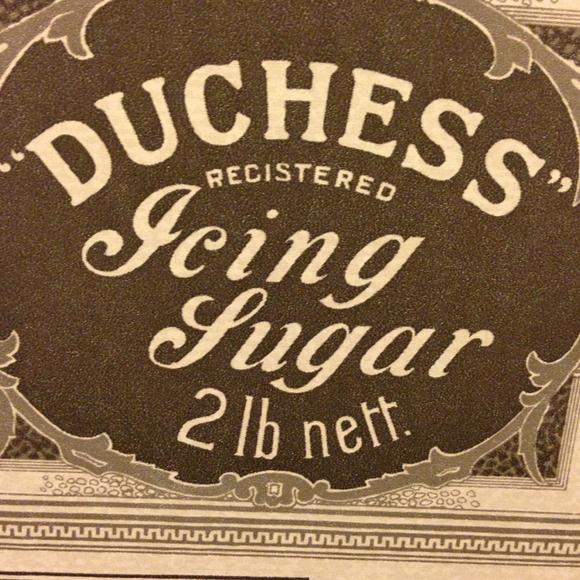 "DUCHESS"
REGISTERED
Icing
Sugar
2 lb nett.